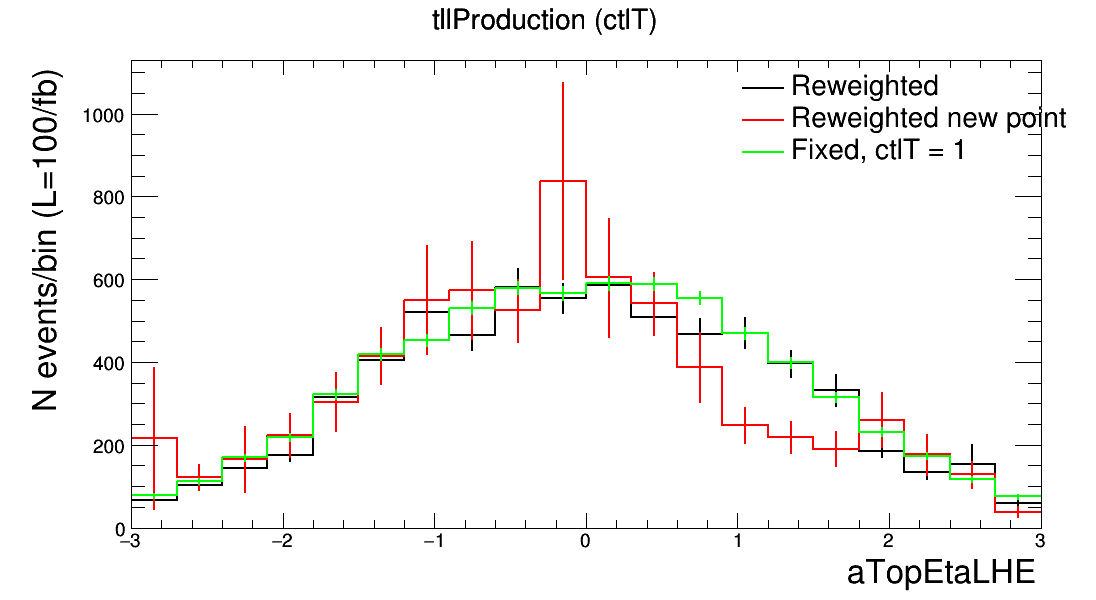 tllProduction (ctlT)
N events/bin (L=100/fb)
1000
800
600
400
200
0
Reweighted
Reweighted new point
Fixed, ctlT = 1
−3
−2
−1
0
1
2
3
aTopEtaLHE